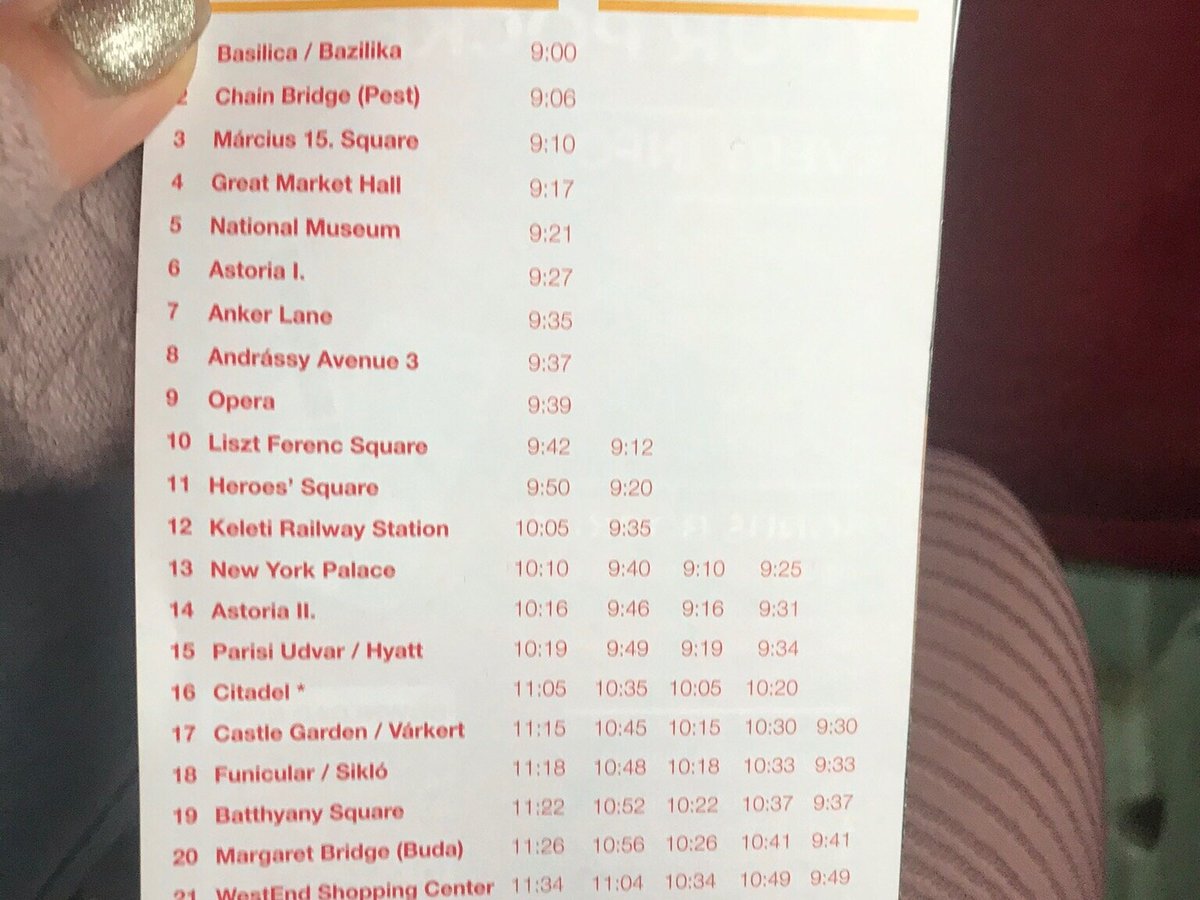 Basilica / Bazilika 9:00
2 Chain Bridge (Pest) 9:06
3 Március 15. Square 9:10
4 Great Market Hall 9:17
5 National Museum 9:21
6 Astoria I. 9:27
7 Anker Lane 9:35
8 Andrássy Avenue 3 9:37
9 Opera 9:39
10 Liszt Ferenc Square 9:42 9:12
11 Heroes' Square 9:50 9:20
12 Keleti Railway Station 10:05 9:35
13 New York Palace 10:10 9:40 9:10 9:25
14 Astoria II. 10:16 9:46 9:16 9:31
15 Parisi Udvar / Hyatt 10:19 9:49 9:19 9:34
16 Citadel * 11:05 10:35 10:05 10:20
17 Castle Garden / Várkert 11:15 10:45 10:15 10:30 9:30
18 Funicular / Sikló 11:18 10:48 10:18 10:33 9:33
19 Batthyany Square 11:22 10:52 10:22 10:37 9:37
20 Margaret Bridge (Buda) 11:26 10:56 10:26 10:41 9:41
21 WestEnd Shopping Center 11:34 11:04 10:34 10:49 9:49